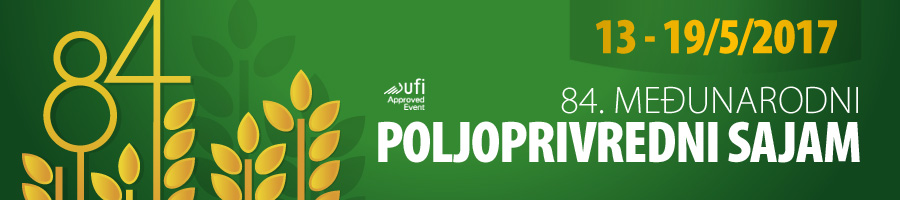 84
13 - 19/5/2017
ufi
Approved
Event
84. MEĐUNARODNI
POLJOPRIVREDNI SAJAM